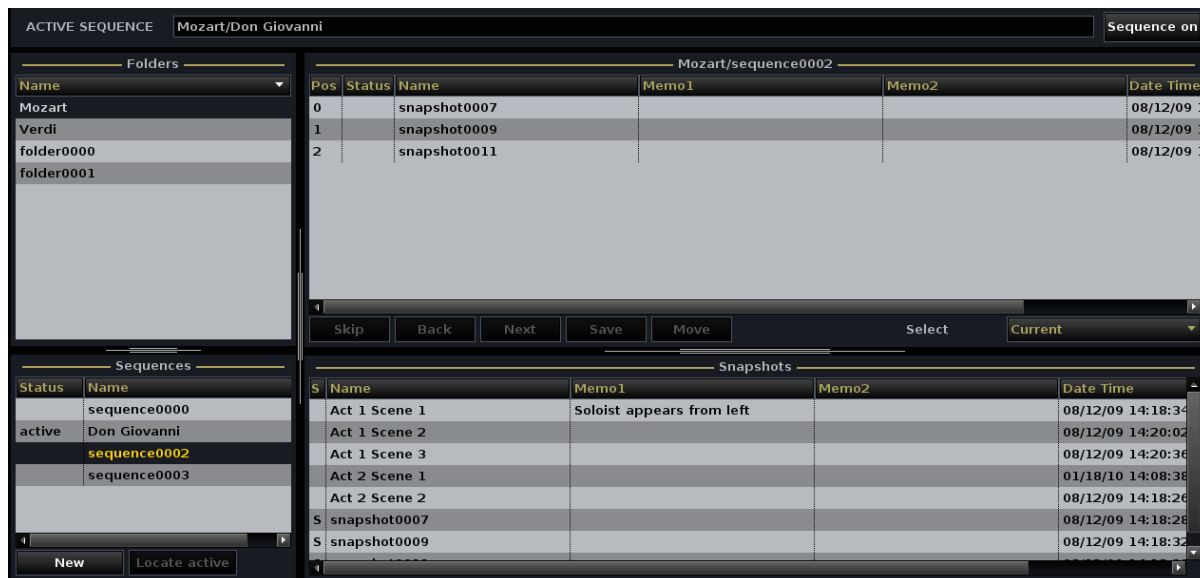 ACTIVE SEQUENCE Mozart/Don Giovanni Sequence on
Folders
Name
Mozart
Verdi
folder0000
folder0001
Mozart/sequence0002
Pos Status Name Memo1 Memo2 Date Time
0 snapshot0007 08/12/09
1 snapshot0009 08/12/09
2 snapshot0011 08/12/09
Skip Back Next Save Move Select Current
Sequences
Status Name
sequence0000
active Don Giovanni
sequence0002
sequence0003
New Locate active
Snapshots
S Name Memo1 Memo2 Date Time
Act 1 Scene 1 Soloist appears from left 08/12/09 14:18:34
Act 1 Scene 2 08/12/09 14:20:02
Act 1 Scene 3 08/12/09 14:20:36
Act 2 Scene 1 01/18/10 14:08:38
Act 2 Scene 2 08/12/09 14:18:26
S snapshot0007 08/12/09 14:18:28
S snapshot0009 08/12/09 14:18:32